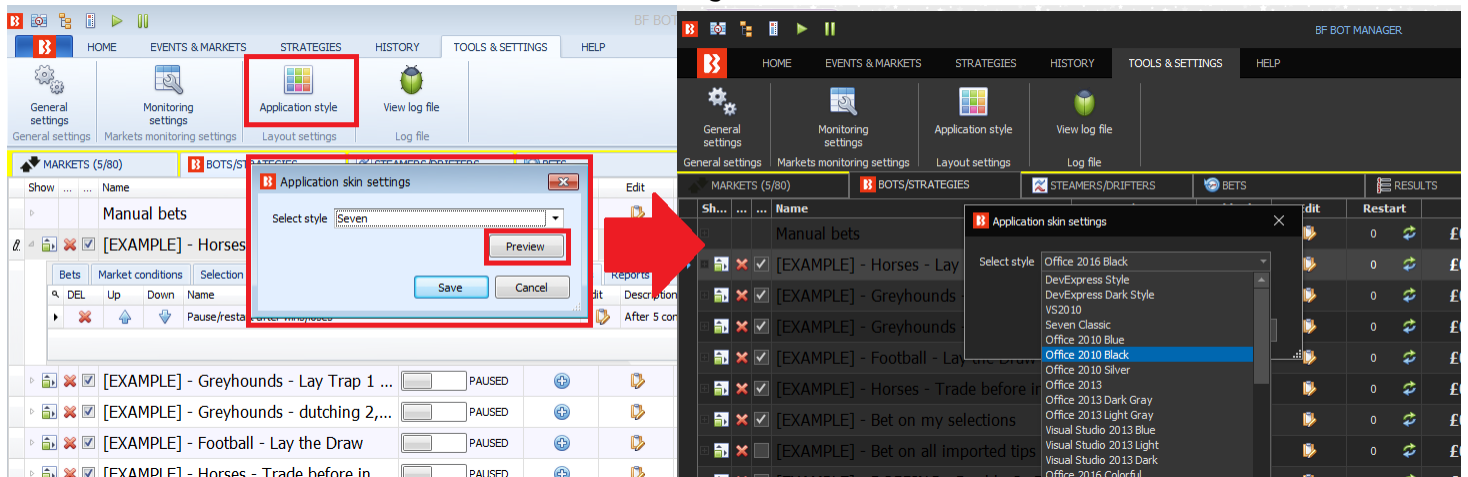 BF BOT
HOME EVENTS & MARKETS STRATEGIES HISTORY TOOLS & SETTINGS HELP
General settings
Monitoring settings
Application style
View log file
General settings Markets monitoring settings Layout settings Log file
MARKETS (5/80) BOTS/STRATEGIES STEAMERS/DRIFTERS BETS
Show ... ... Name Edit
Manual bets
[EXAMPLE] - Horses
Bets Market conditions Selection Reports
DEL Up Down Name Description
Pause/restart after wins/loses After 5 con
[EXAMPLE] - Greyhounds - Lay Trap 1 ... PAUSED
[EXAMPLE] - Greyhounds - dutching 2,... PAUSED
[EXAMPLE] - Football - Lay the Draw PAUSED
[EXAMPLE] - Horses - Trade before in PAUSED
Application skin settings
Select style Seven
Preview
Save Cancel
BF BOT MANAGER
HOME EVENTS & MARKETS STRATEGIES HISTORY TOOLS & SETTINGS HELP
General settings
Monitoring settings
Application style
View log file
General settings Markets monitoring settings Layout settings Log file
MARKETS (5/80) BOTS/STRATEGIES STEAMERS/DRIFTERS BETS RESULTS
Sh... ... ... Name Edit Restart
Manual bets 0
[EXAMPLE] - Horses - Lay 0
[EXAMPLE] - Greyhounds 0
[EXAMPLE] - Greyhounds 0
[EXAMPLE] - Football - Lay the Draw 0
[EXAMPLE] - Horses - Trade before in 0
[EXAMPLE] - Bet on my selections 0
[EXAMPLE] - Bet on all imported tips 0
Application skin settings
Select style Office 2016 Black
DevExpress Style
DevExpress Dark Style
VS2010
Seven Classic
Office 2010 Blue
Office 2010 Black
Office 2010 Silver
Office 2013
Office 2013 Dark Gray
Office 2013 Light Gray
Visual Studio 2013 Blue
Visual Studio 2013 Light
Visual Studio 2013 Dark
Office 2016 Colorful